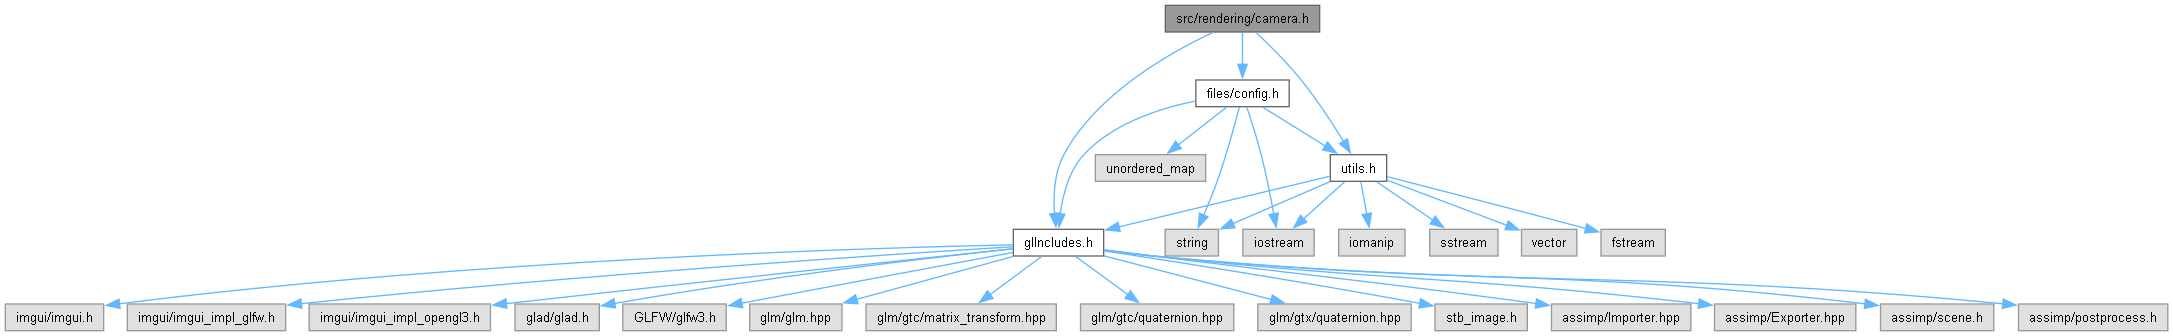 src/rendering/camera.h
files/config.h
unordered_map
utils.h
glIncludes.h
string
iostream
iomanip
sstream
vector
fstream
imgui/imgui.h
imgui/imgui_impl_glfw.h
imgui/imgui_impl_opengl3.h
glad/glad.h
GLFW/glfw3.h
glm/glm.hpp
glm/gtc/matrix_transform.hpp
glm/gtc/quaternion.hpp
glm/gtx/quaternion.hpp
stb_image.h
assimp/Importer.hpp
assimp/Exporter.hpp
assimp/scene.h
assimp/postprocess.h